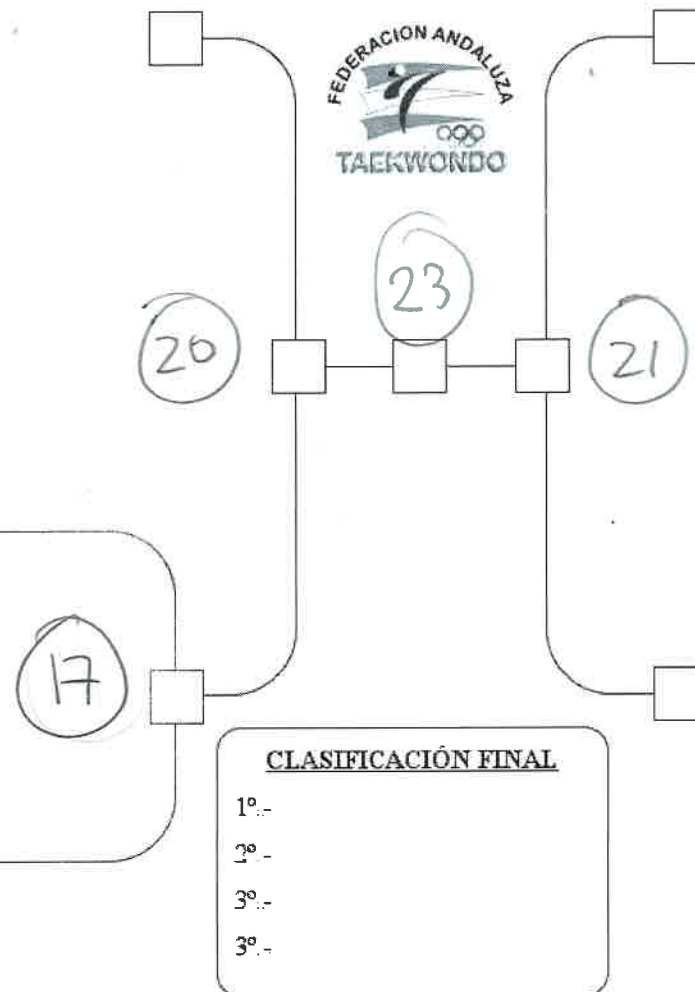 FEDERACION ANDALUZA
TAEKWONDO
23
20
21
17
CLASIFICACIÓN FINAL
1º.-
2º.-
3º.-
3º.-